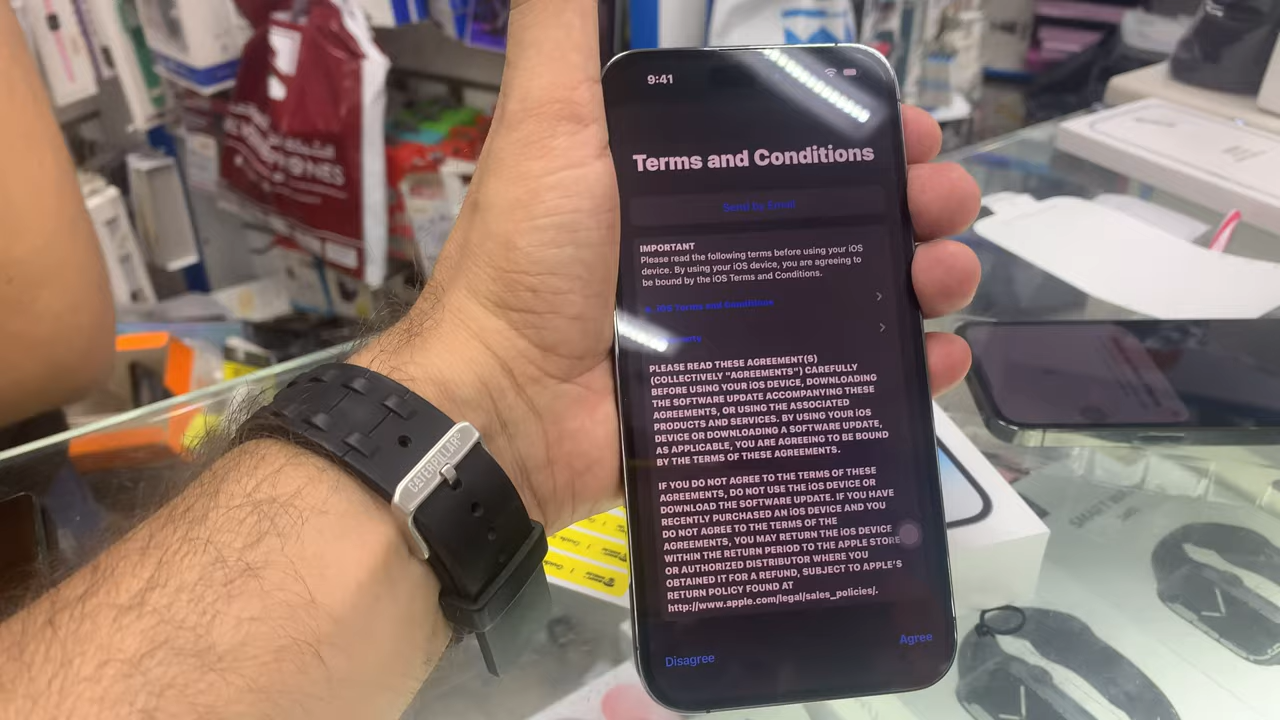 9:41
Terms and Conditions
Send by Email
IMPORTANT
Please read the following terms before using your iOS
device. By using your iOS device, you are agreeing to
be bound by the iOS Terms and Conditions.
iOS Terms and Conditions
PLEASE READ THESE AGREEMENT(S)
(COLLECTIVELY "AGREEMENTS") CAREFULLY
BEFORE USING YOUR iOS DEVICE, DOWNLOADING
THE SOFTWARE UPDATE ACCOMPANYING THESE
AGREEMENTS, OR USING THE ASSOCIATED
PRODUCTS AND SERVICES. BY USING YOUR iOS
DEVICE OR DOWNLOADING A SOFTWARE UPDATE,
AS APPLICABLE, YOU ARE AGREEING TO BE BOUND
BY THE TERMS OF THESE AGREEMENTS.
IF YOU DO NOT AGREE TO THE TERMS OF THESE
AGREEMENTS, DO NOT USE THE iOS DEVICE OR
DOWNLOAD THE SOFTWARE UPDATE. IF YOU HAVE
RECENTLY PURCHASED AN iOS DEVICE AND YOU
DO NOT AGREE TO THE TERMS OF THE
AGREEMENTS, YOU MAY RETURN THE iOS DEVICE
WITHIN THE RETURN PERIOD TO THE APPLE STORE
OR AUTHORIZED DISTRIBUTOR WHERE YOU
OBTAINED IT FOR A REFUND, SUBJECT TO APPLE'S
RETURN POLICY FOUND AT
http://www.apple.com/legal/sales_policies/.
Disagree
Agree
CATERPILLAR